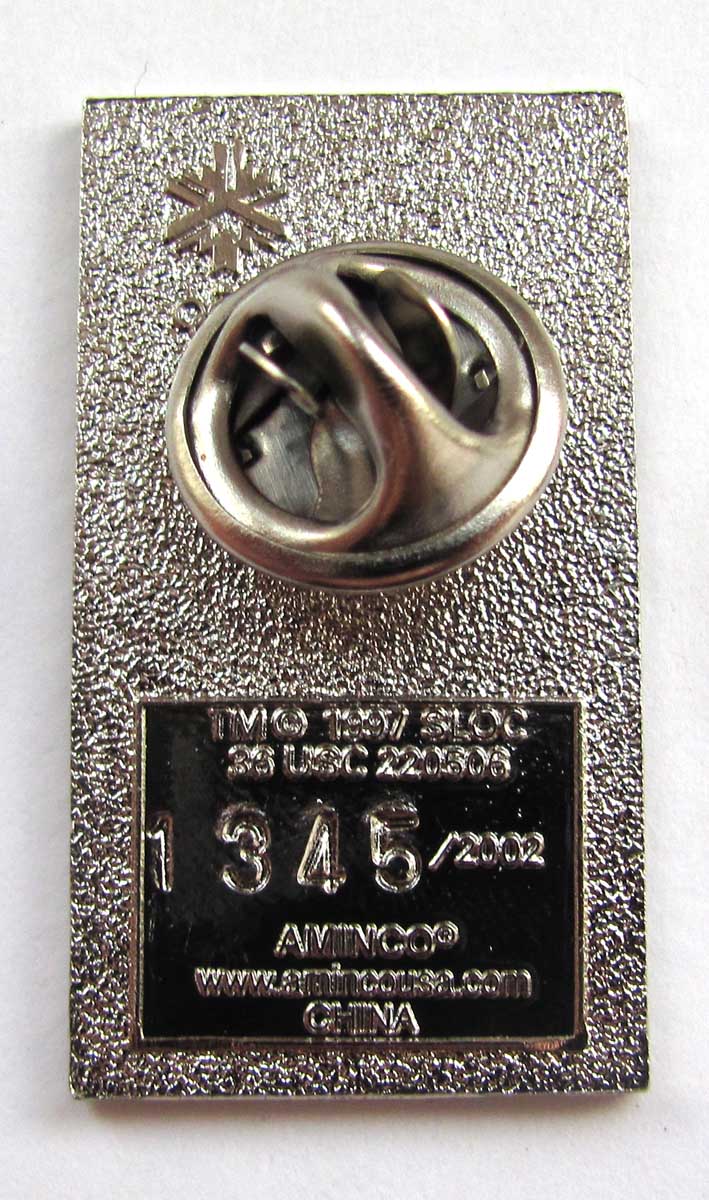 TM© 1997 SLOC
36 USC 220506
1345/2002
AMINCO®
www.amincousa.com
CHINA